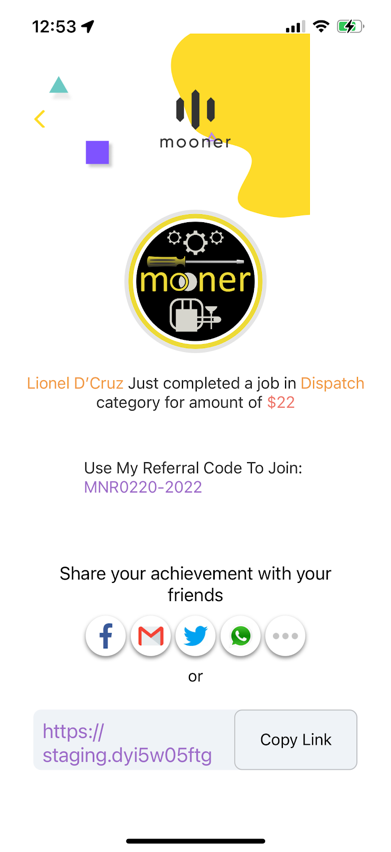 12:53
mooner
mooner
Lionel D'Cruz Just completed a job in Dispatch
category for amount of $22
Use My Referral Code To Join:
MNR0220-2022
Share your achievement with your
friends
or
https://
staging.dyi5w05ftg
Copy Link